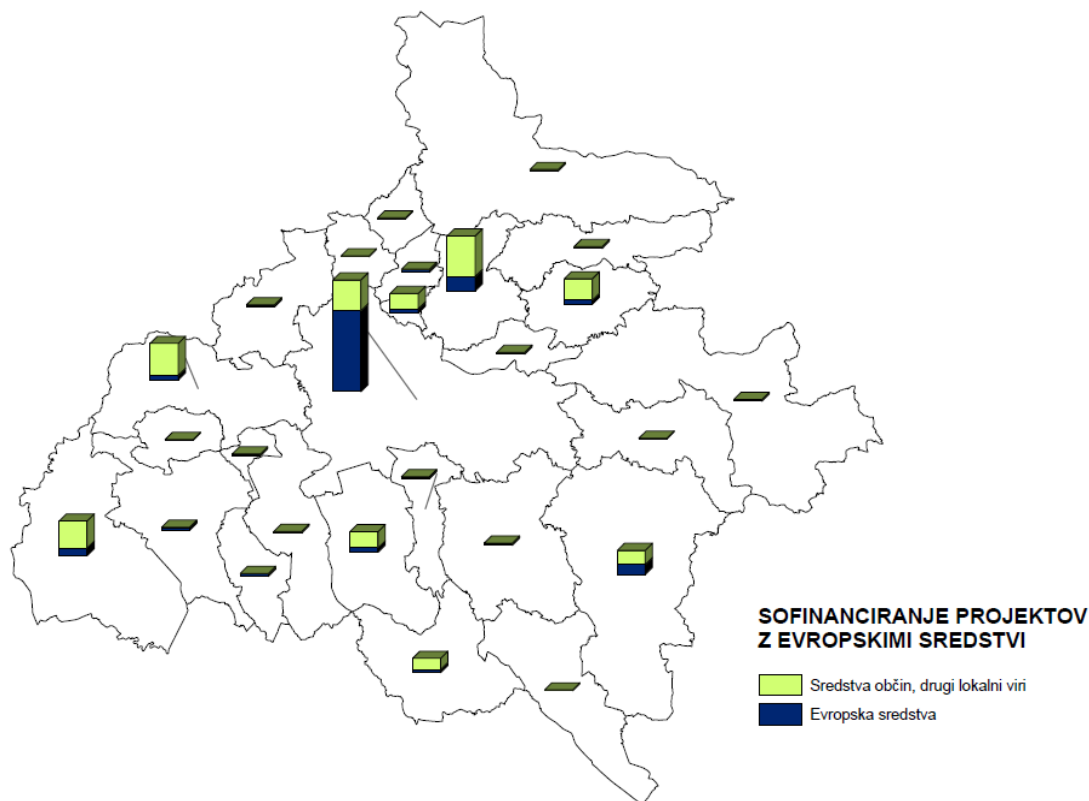 SOFINANCIRANJE PROJEKTOV
Z EVROPSKIMI SREDSTVI
Sredstva občin, drugi lokalni viri
Evropska sredstva